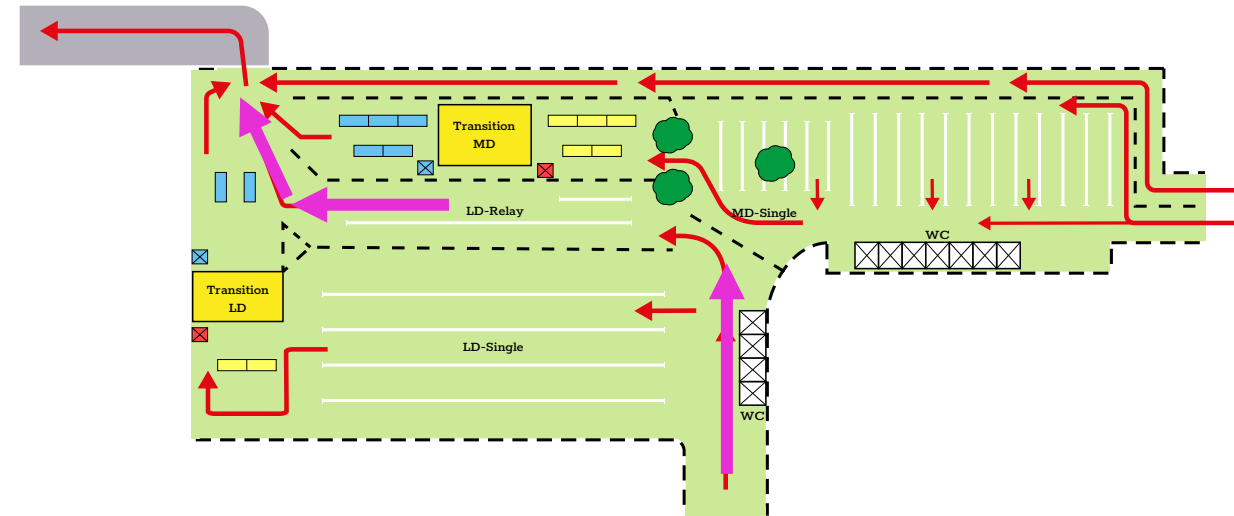 Transition
MD
LD-Relay
MD-Single
WC
Transition
LD
LD-Single
WC